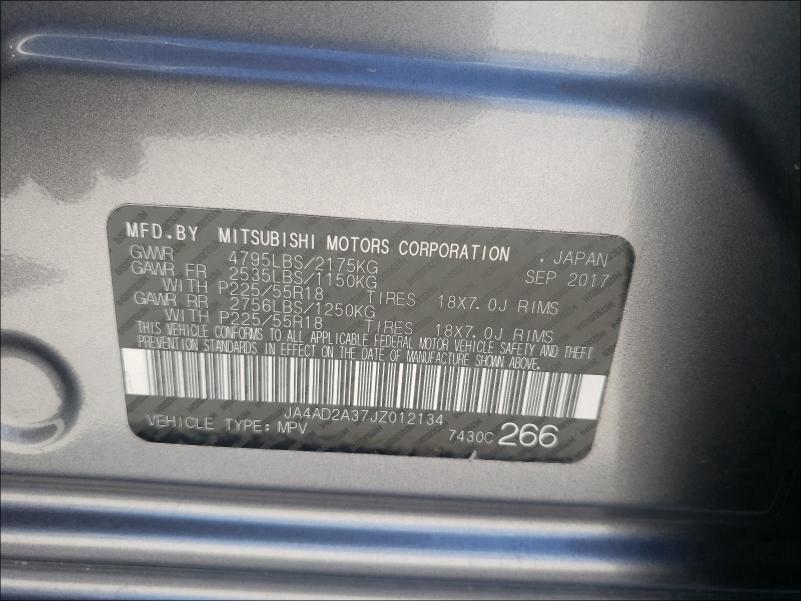 MFD.BY MITSUBISHI MOTORS CORPORATION , JAPAN
GVWR 4795LBS/2175KG SEP 2017
GAWR FR 2535LBS/1150KG
WITH P225/55R18 TIRES 18X7.0J RIMS
GAWR RR 2756LBS/1250KG
WITH P225/55R18 TIRES 18X7.0J RIMS
THIS VEHICLE CONFORMS TO ALL APPLICABLE FEDERAL MOTOR VEHICLE SAFETY AND THEFT
PREVENTION STANDARDS IN EFFECT ON THE DATE OF MANUFACTURE SHOWN ABOVE.
JA4AD2A37JZ012134
VEHICLE TYPE: MPV 7430C 266